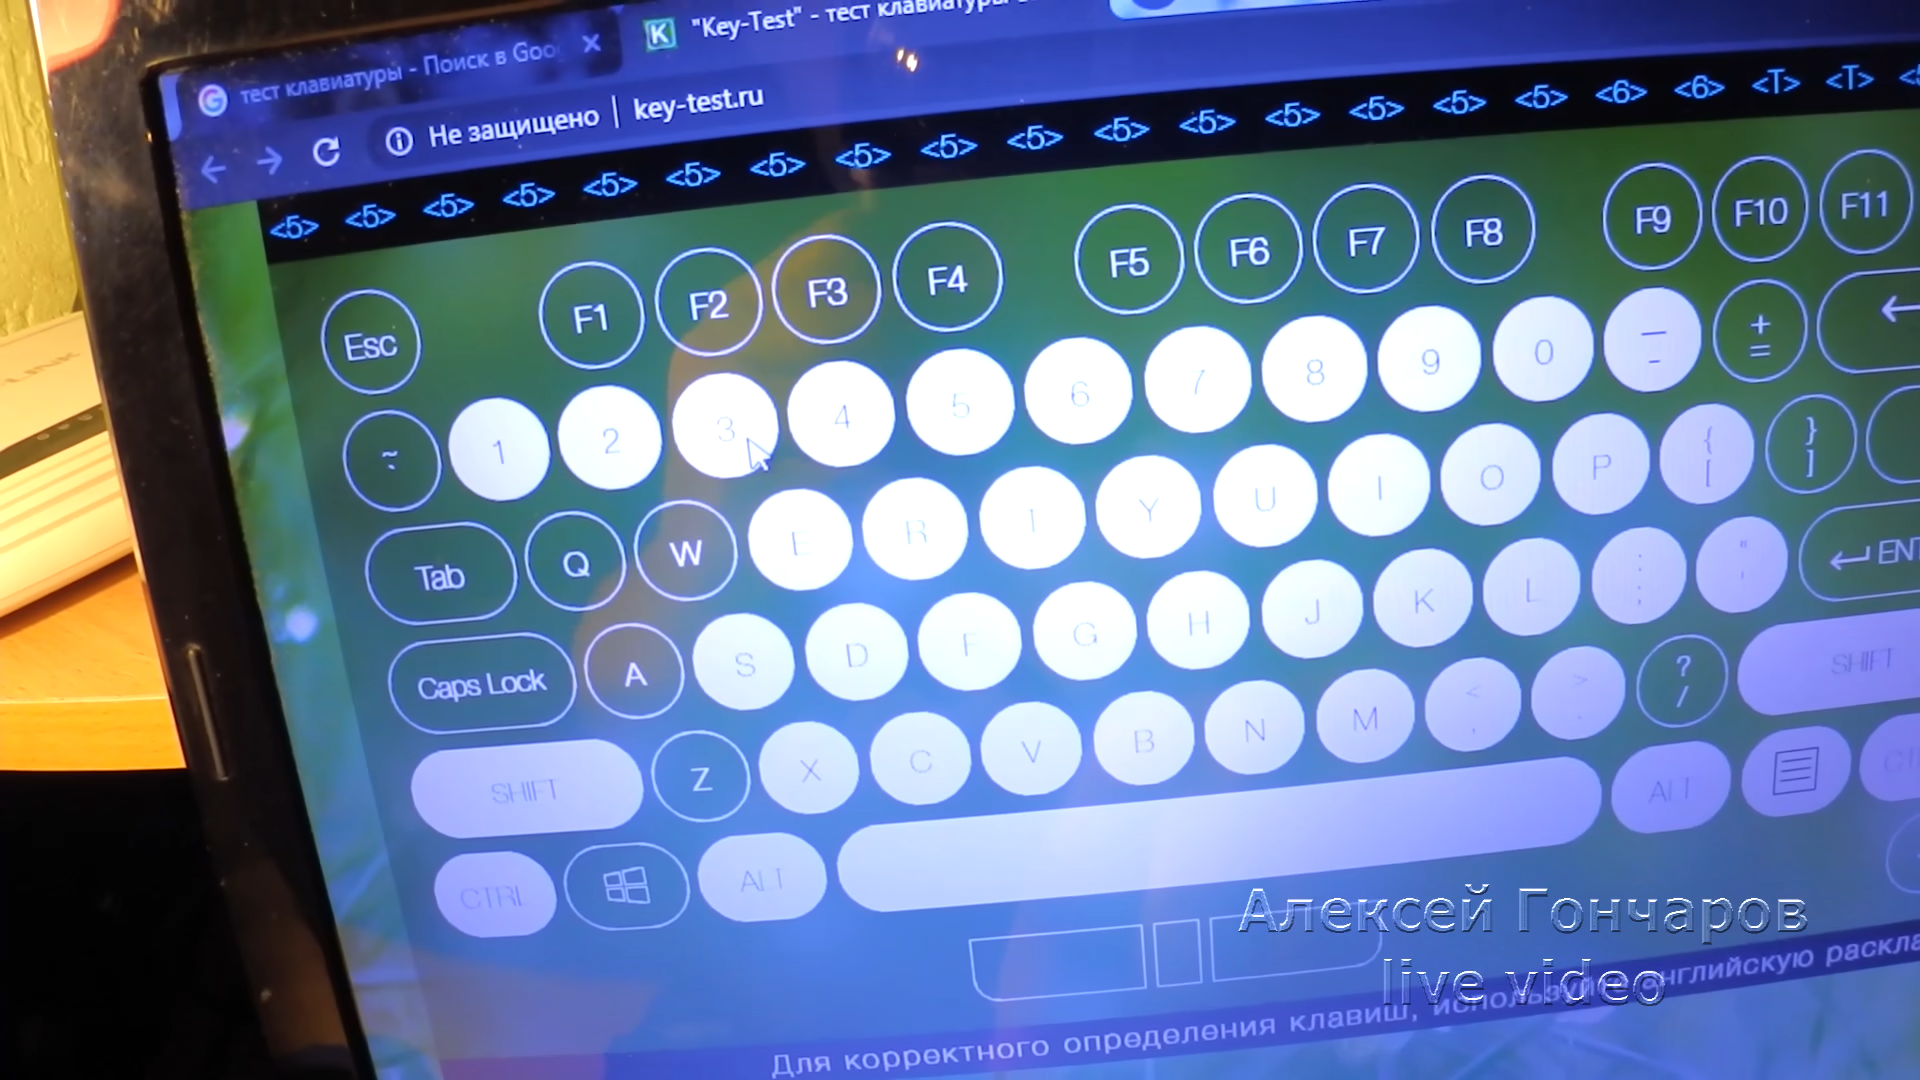 тест клавиатуры - Поиск в Goo
"Key-Test" - тест клавиатуры
Не защищено | key-test.ru
<5> <5> <5> <5> <5> <5> <5> <5> <5> <5> <5> <5> <5> <5> <5> <5> <6> <6> <T> <T>
Esc F1 F2 F3 F4 F5 F6 F7 F8 F9 F10 F11
~ 1 2 3 4 5 6 7 8 9 0 — - + =
Tab Q W E R T Y U I O P { [ } ]
Caps Lock A S D F G H J K L : ; " ' ENT
SHIFT Z X C V B N M < , > . ? / SHIFT
CTRL ALT ALT CT
Алексей Гончаров
live video
Для корректного определения клавиш, используйте английскую раскла